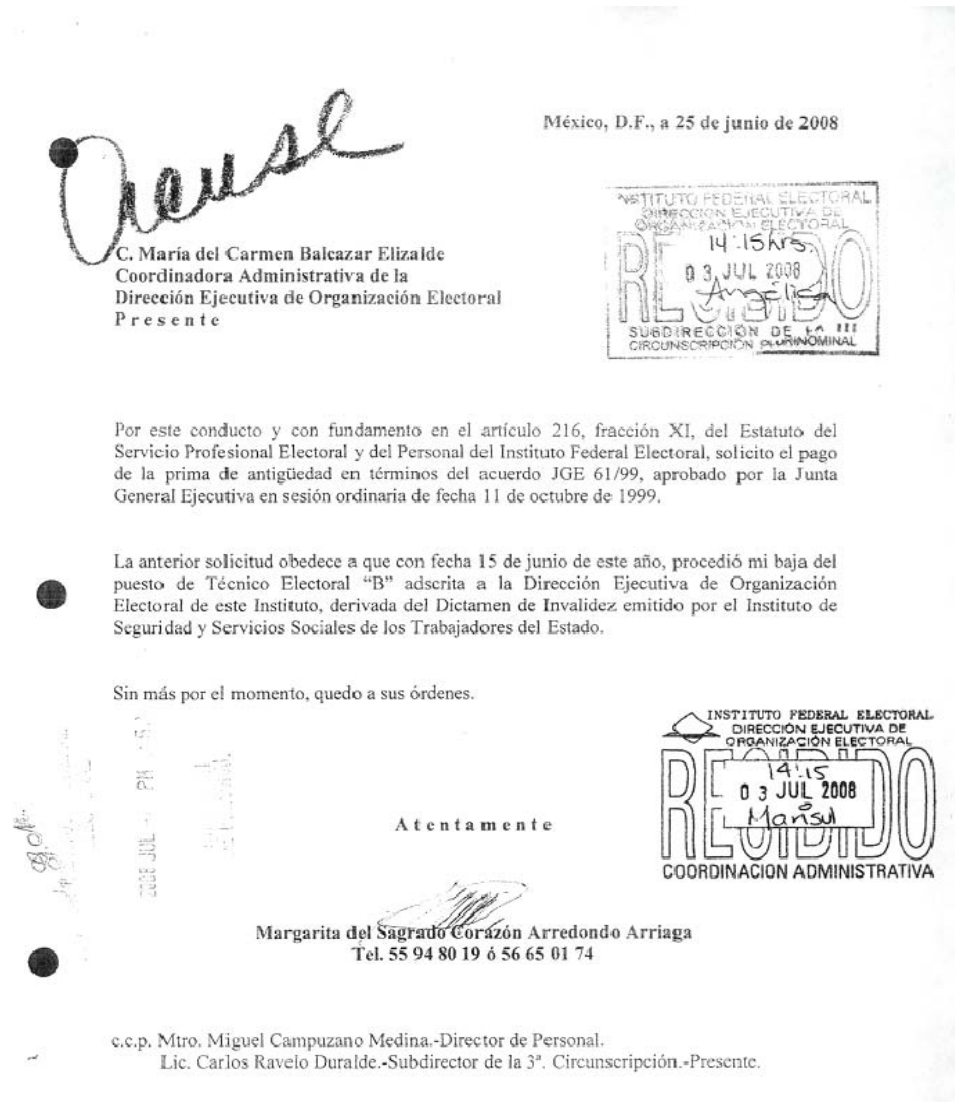 México, D.F., a 25 de junio de 2008
INSTITUTO FEDERAL ELECTORAL
DIRECCION EJECUTIVA DE
ORGANIZACION ELECTORAL
RECIBIDO
14:15 hrs.
03 JUL 2008
Angélica
SUBDIRECCIÓN DE LA III
CIRCUNSCRIPCIÓN PLURINOMINAL
C. María del Carmen Balcazar Elizalde
Coordinadora Administrativa de la
Dirección Ejecutiva de Organización Electoral
P r e s e n t e
Por este conducto y con fundamento en el artículo 216, fracción XI, del Estatuto del
Servicio Profesional Electoral y del Personal del Instituto Federal Electoral, solicito el pago
de la prima de antigüedad en términos del acuerdo JGE 61/99, aprobado por la Junta
General Ejecutiva en sesión ordinaria de fecha 11 de octubre de 1999.
La anterior solicitud obedece a que con fecha 15 de junio de este año, procedió mi baja del
puesto de Técnico Electoral “B” adscrita a la Dirección Ejecutiva de Organización
Electoral de este Instituto, derivada del Dictamen de Invalidez emitido por el Instituto de
Seguridad y Servicios Sociales de los Trabajadores del Estado.
Sin más por el momento, quedo a sus órdenes.
INSTITUTO FEDERAL ELECTORAL
DIRECCIÓN EJECUTIVA DE
ORGANIZACIÓN ELECTORAL
RECIBIDO
14:15
03 JUL 2008
Marisol
COORDINACION ADMINISTRATIVA
2008 JUL
PM
A t e n t a m e n t e
Margarita del Sagrado Corazón Arredondo Arriaga
Tel. 55 94 80 19 ó 56 65 01 74
c.c.p. Mtro. Miguel Campuzano Medina.-Director de Personal.
Lic. Carlos Ravelo Duralde.-Subdirector de la 3ª. Circunscripción.-Presente.